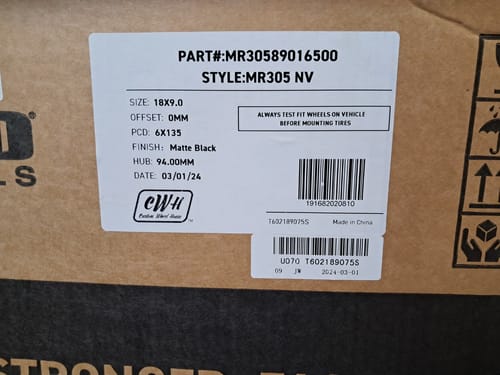 PART#:MR30589016500
STYLE:MR305 NV
SIZE: 18X9.0
OFFSET: 0MM
PCD: 6X135
FINISH: Matte Black
HUB: 94.00MM
DATE: 03/01/24
ALWAYS TEST FIT WHEELS ON VEHICLE
BEFORE MOUNTING TIRES
191682020810
CWH
Custom Wheel House
T602189075S Made in China
U070 T602189075S
09 JW 2024-03-01
D
LS
STRONGER